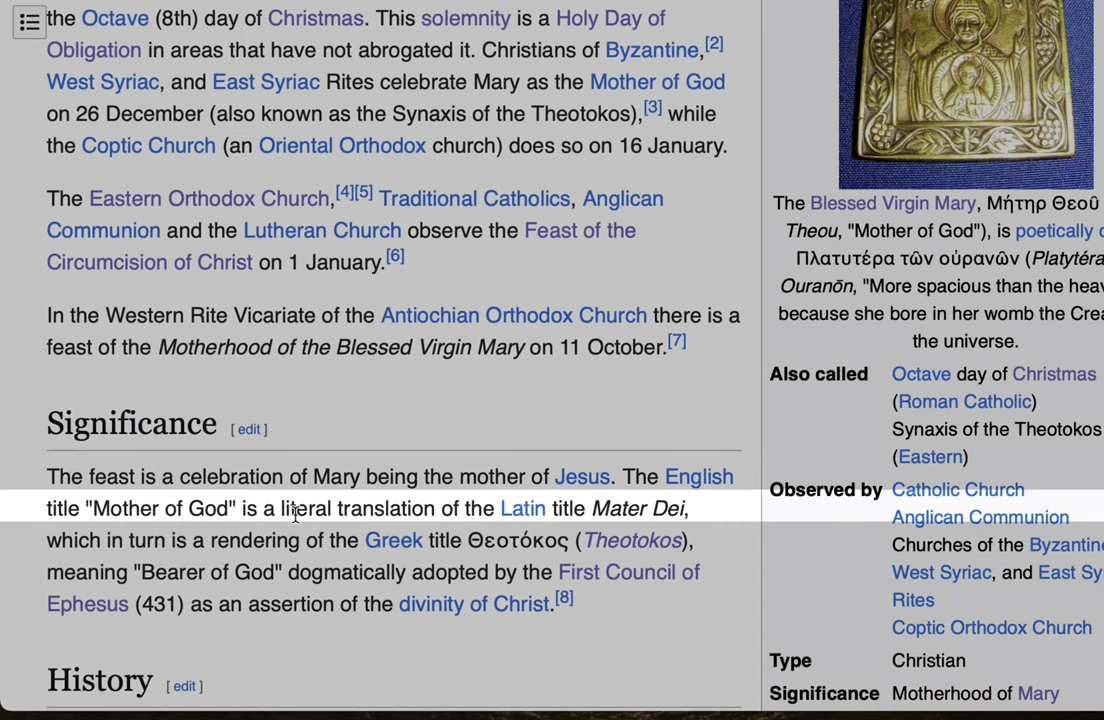 the Octave (8th) day of Christmas. This solemnity is a Holy Day of
Obligation in areas that have not abrogated it. Christians of Byzantine,[2]
West Syriac, and East Syriac Rites celebrate Mary as the Mother of God
on 26 December (also known as the Synaxis of the Theotokos),[3] while
the Coptic Church (an Oriental Orthodox church) does so on 16 January.
The Eastern Orthodox Church,[4][5] Traditional Catholics, Anglican
Communion and the Lutheran Church observe the Feast of the
Circumcision of Christ on 1 January.[6]
In the Western Rite Vicariate of the Antiochian Orthodox Church there is a
feast of the Motherhood of the Blessed Virgin Mary on 11 October.[7]
Significance [ edit ]
The feast is a celebration of Mary being the mother of Jesus. The English
title "Mother of God" is a literal translation of the Latin title Mater Dei,
which in turn is a rendering of the Greek title Θεοτόκος (Theotokos),
meaning "Bearer of God" dogmatically adopted by the First Council of
Ephesus (431) as an assertion of the divinity of Christ.[8]
History [ edit ]
The Blessed Virgin Mary, Μήτηρ Θεοῦ
Theou, "Mother of God"), is poetically
Πλατυτέρα τῶν οὐρανῶν (Platytéra
Ouranōn, "More spacious than the
because she bore in her womb the
the universe.
Also called Octave day of Christmas
(Roman Catholic)
Synaxis of the Theotokos
(Eastern)
Observed by Catholic Church
Anglican Communion
Churches of the Byzantine
West Syriac, and East
Rites
Coptic Orthodox Church
Type Christian
Significance Motherhood of Mary